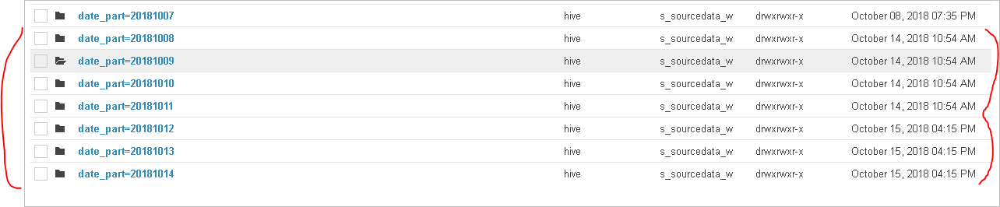 date_part=20181007 hive s_sourcedata_w drwxrwxr-x October 08, 2018 07:35 PM
date_part=20181008 hive s_sourcedata_w drwxrwxr-x October 14, 2018 10:54 AM
date_part=20181009 hive s_sourcedata_w drwxrwxr-x October 14, 2018 10:54 AM
date_part=20181010 hive s_sourcedata_w drwxrwxr-x October 14, 2018 10:54 AM
date_part=20181011 hive s_sourcedata_w drwxrwxr-x October 14, 2018 10:54 AM
date_part=20181012 hive s_sourcedata_w drwxrwxr-x October 15, 2018 04:15 PM
date_part=20181013 hive s_sourcedata_w drwxrwxr-x October 15, 2018 04:15 PM
date_part=20181014 hive s_sourcedata_w drwxrwxr-x October 15, 2018 04:15 PM